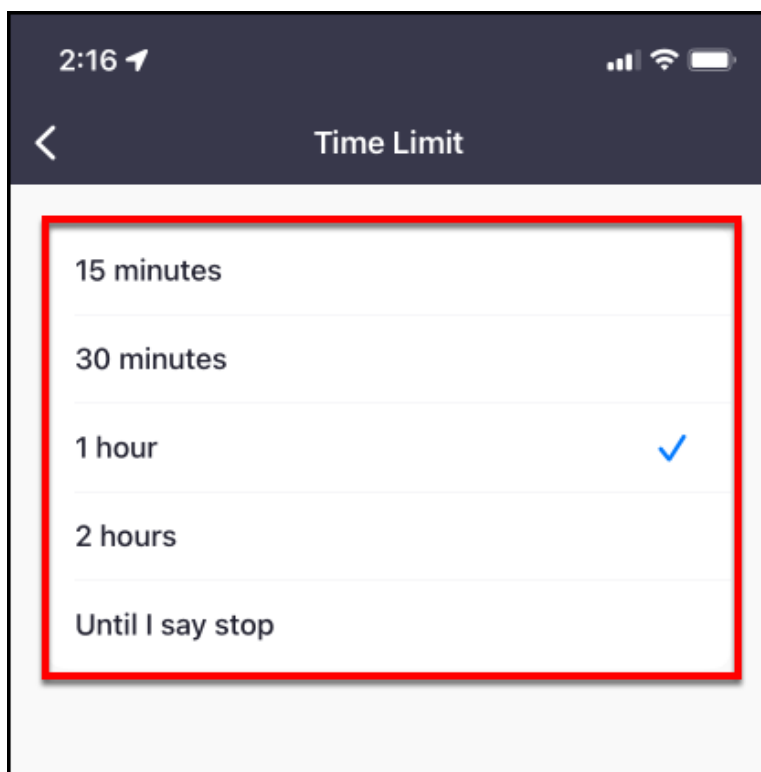 2:16
Time Limit
15 minutes
30 minutes
1 hour
2 hours
Until I say stop